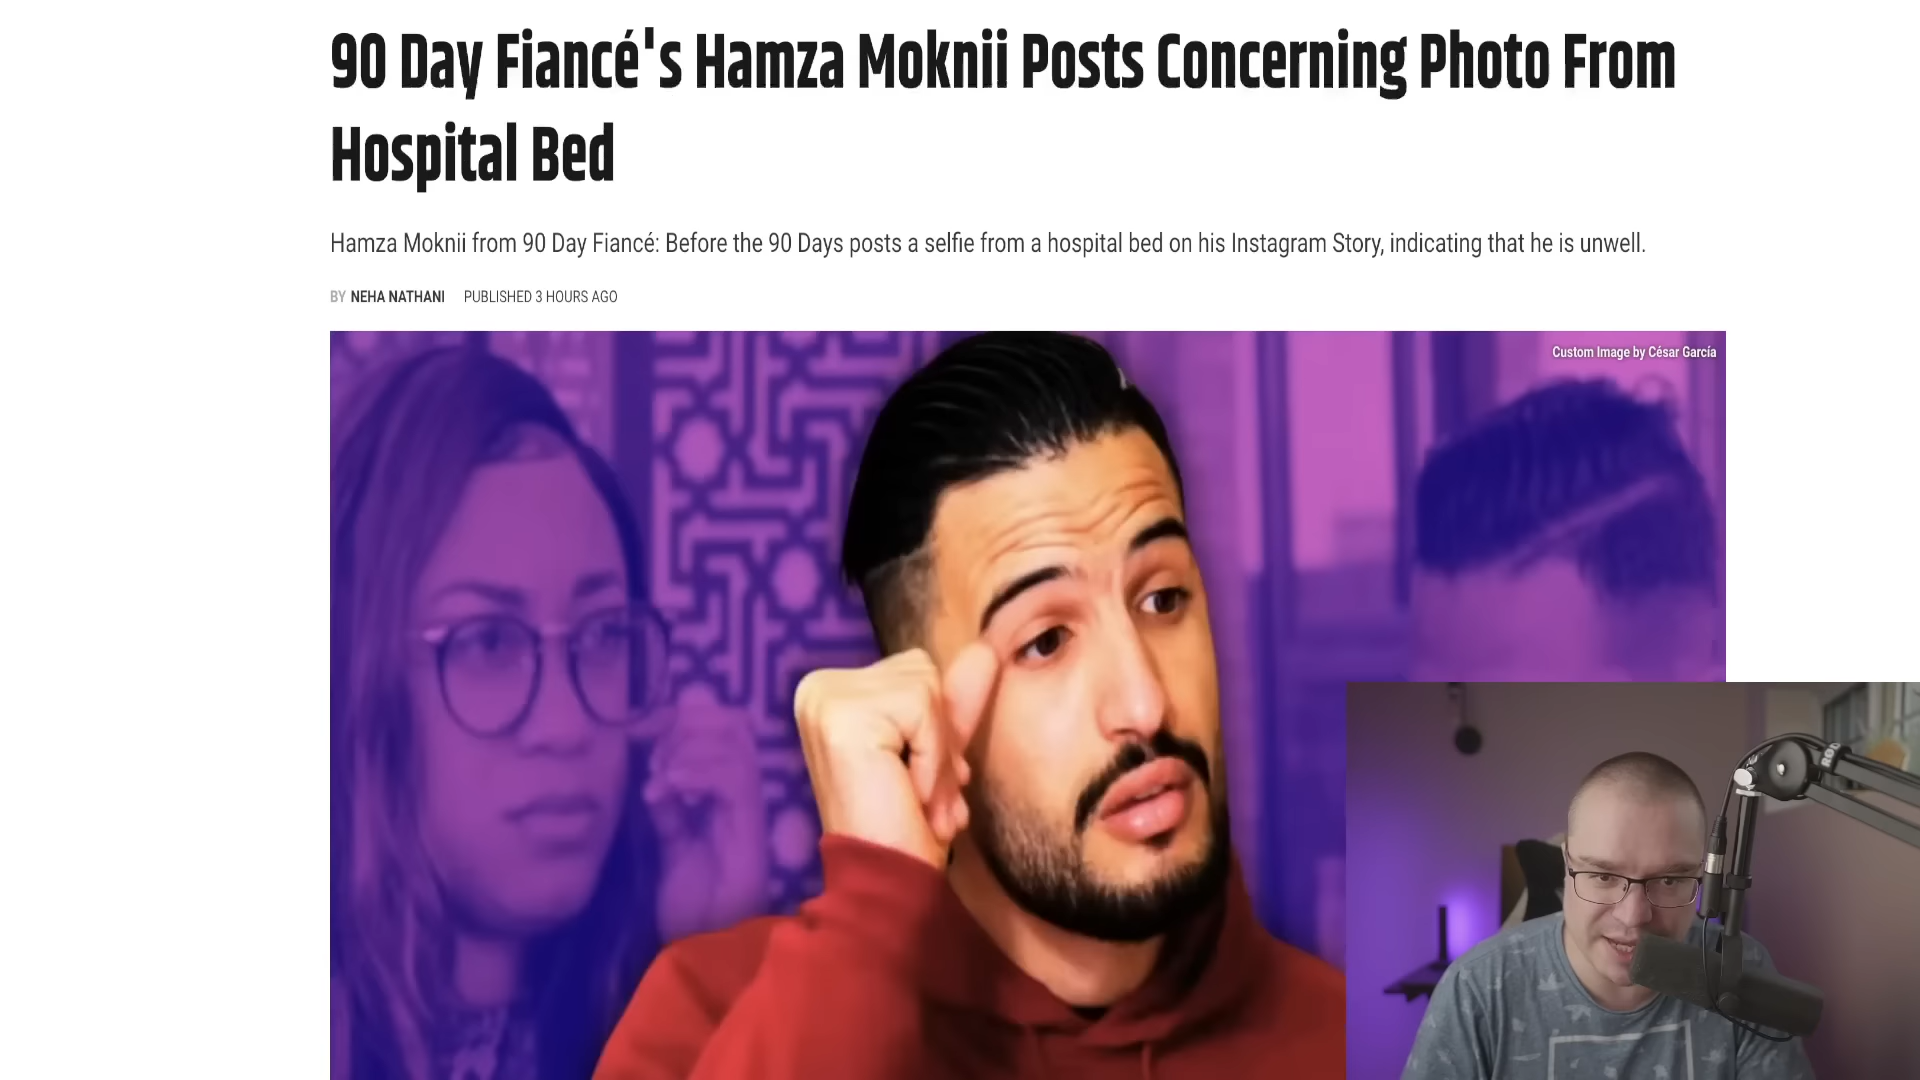 90 Day Fiancé's Hamza Moknii Posts Concerning Photo From
Hospital Bed
Hamza Moknii from 90 Day Fiancé: Before the 90 Days posts a selfie from a hospital bed on his Instagram Story, indicating that he is unwell.
BY NEHA NATHANI PUBLISHED 3 HOURS AGO
Custom Image by César García
RØDE